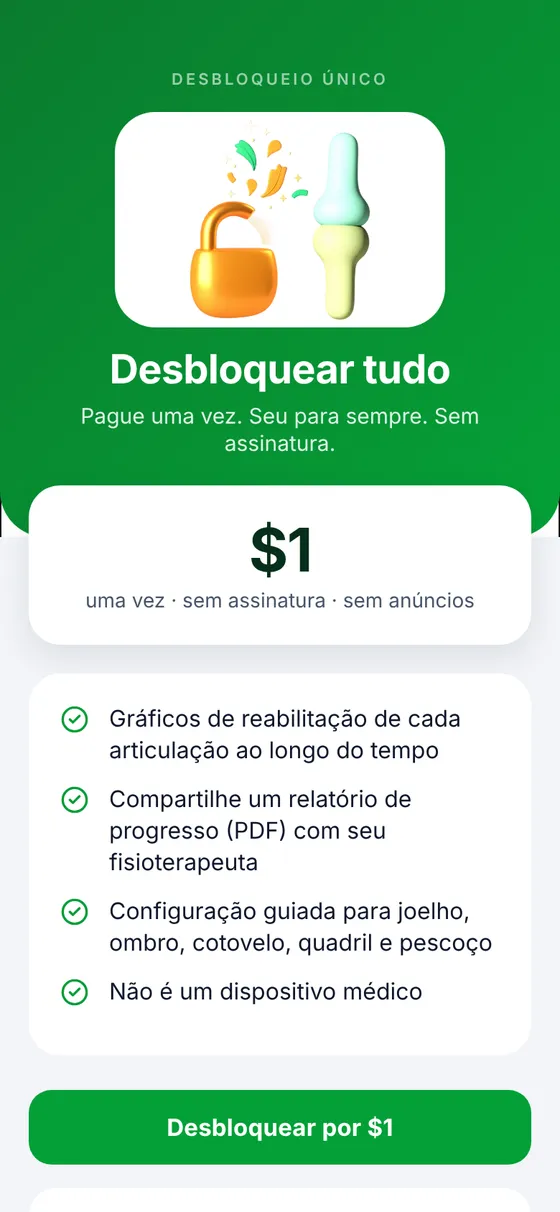 DESBLOQUEIO ÚNICO
Desbloquear tudo
Pague uma vez. Seu para sempre. Sem
assinatura.
$1
uma vez · sem assinatura · sem anúncios
Gráficos de reabilitação de cada
articulação ao longo do tempo
Compartilhe um relatório de
progresso (PDF) com seu
fisioterapeuta
Configuração guiada para joelho,
ombro, cotovelo, quadril e pescoço
Não é um dispositivo médico
Desbloquear por $1